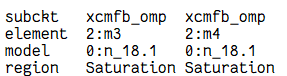 subckt   xcmfb_omp  xcmfb_omp
element  2:m3       2:m4
model    0:n_18.1   0:n_18.1
region   Saturation Saturation